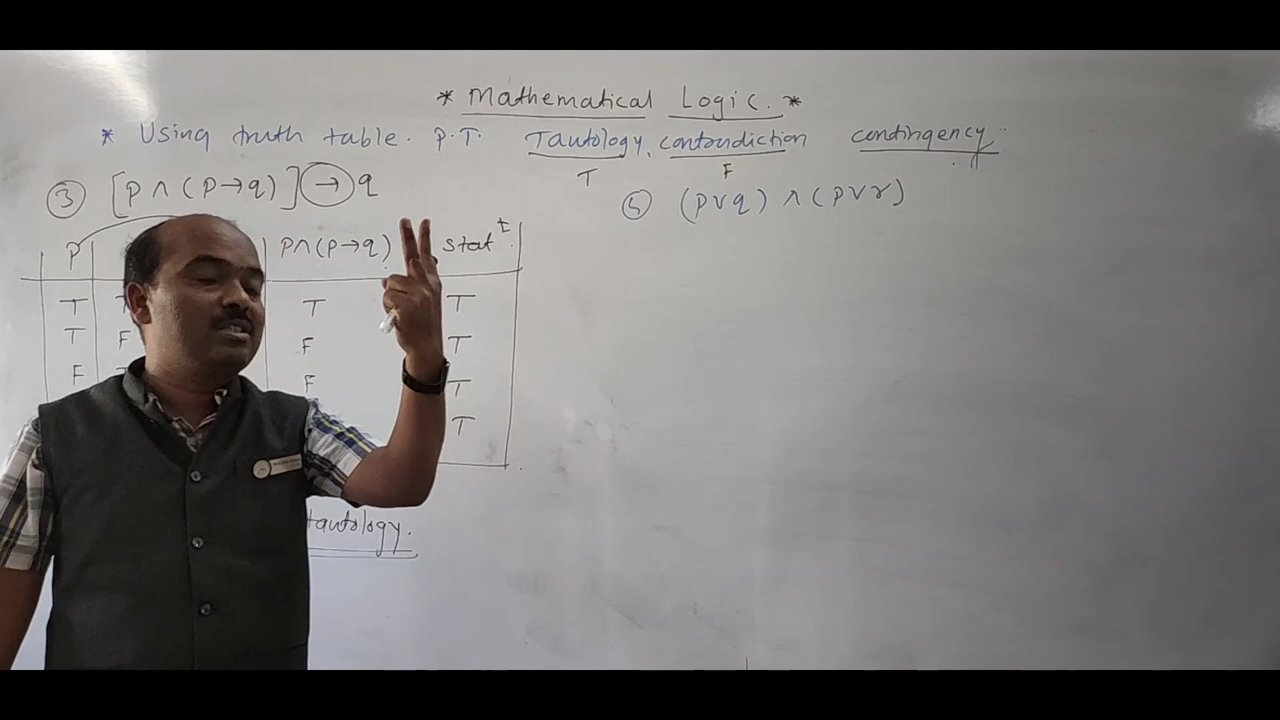 * Mathematical Logic. *
* Using truth table. P.T. Tautology, contradiction contingency..
T F
③ [p ∧ (p→q)] → q
⑤ (p∨q) ∧ (p∨r)
p p∧(p→q) statᵗ.
T T T
T F F T
F F T
T
tautology.